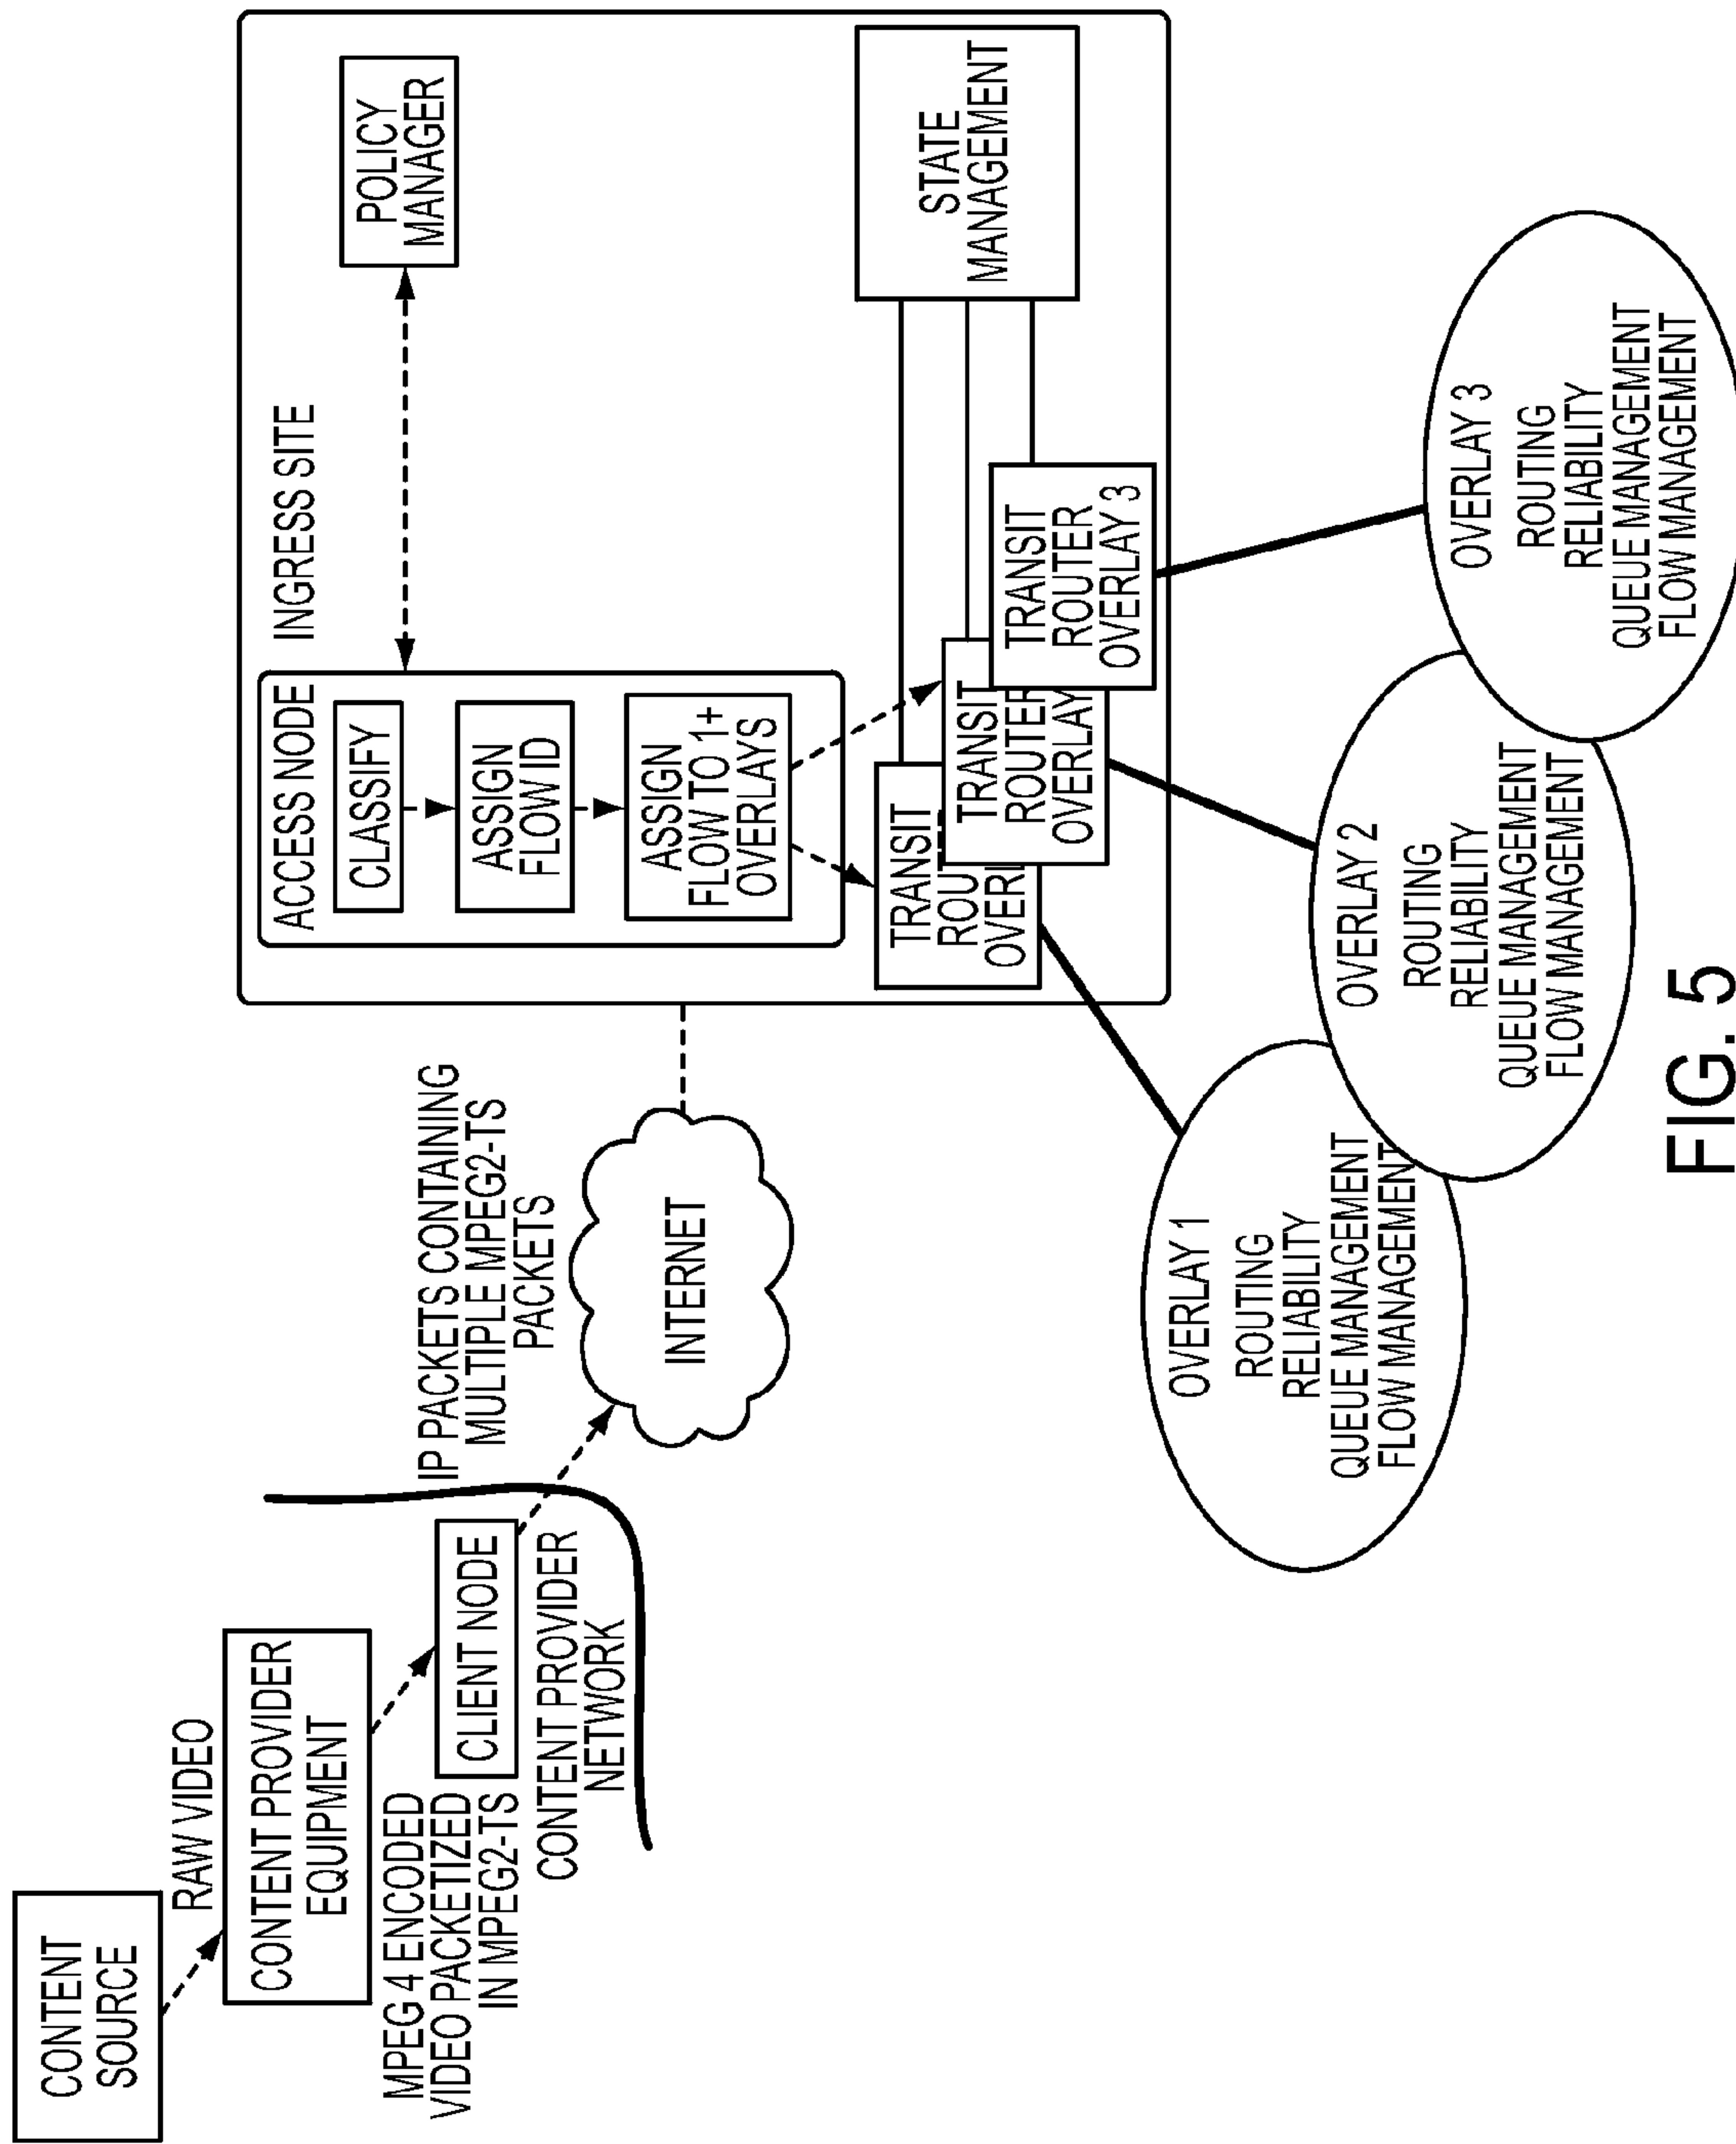 CONTENT
SOURCE
RAW VIDEO
CONTENT PROVIDER
EQUIPMENT
MPEG 4 ENCODED
VIDEO PACKETIZED
IN MPEG2-TS
CLIENT NODE
CONTENT PROVIDER
NETWORK
IP PACKETS CONTAINING
MULTIPLE MPEG2-TS
PACKETS
INTERNET
INGRESS SITE
ACCESS NODE
CLASSIFY
ASSIGN
FLOW ID
ASSIGN
FLOW TO 1+
OVERLAYS
POLICY
MANAGER
STATE
MANAGEMENT
TRANSIT
ROU
OVERL
TRANSIT
ROUTER
OVERLAY
TRANSIT
ROUTER
OVERLAY 3
OVERLAY 1
ROUTING
RELIABILITY
QUEUE MANAGEMENT
FLOW MANAGEMENT
OVERLAY 2
ROUTING
RELIABILITY
QUEUE MANAGEMENT
FLOW MANAGEMENT
OVERLAY 3
ROUTING
RELIABILITY
QUEUE MANAGEMENT
FLOW MANAGEMENT
FIG. 5